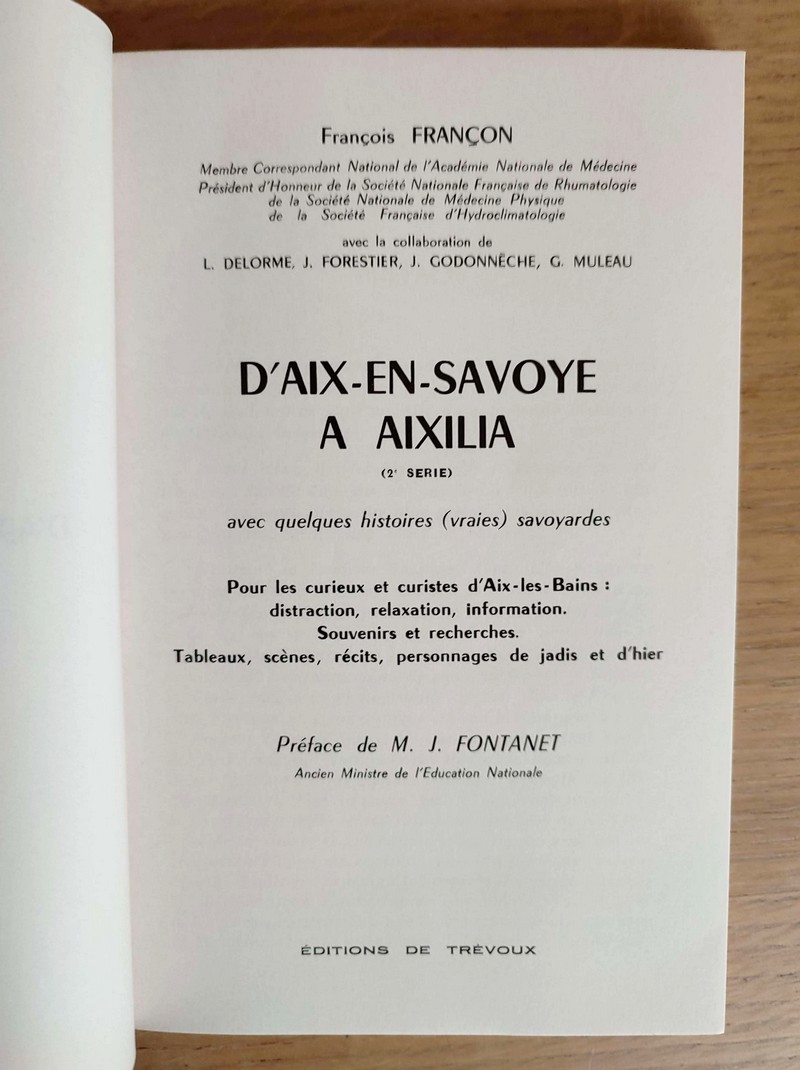 François FRANÇON
Membre Correspondant National de l'Académie Nationale de Médecine
Président d'Honneur de la Société Nationale Française de Rhumatologie
de la Société Nationale de Médecine Physique
de la Société Française d'Hydroclimatologie
avec la collaboration de
L. DELORME, J. FORESTIER, J. GODONNÈCHE, G. MULEAU
D'AIX-EN-SAVOYE
A AIXILIA
(2e SERIE)
avec quelques histoires (vraies) savoyardes
Pour les curieux et curistes d'Aix-les-Bains :
distraction, relaxation, information.
Souvenirs et recherches.
Tableaux, scènes, récits, personnages de jadis et d'hier
Préface de M. J. FONTANET
Ancien Ministre de l'Education Nationale
ÉDITIONS DE TRÉVOUX